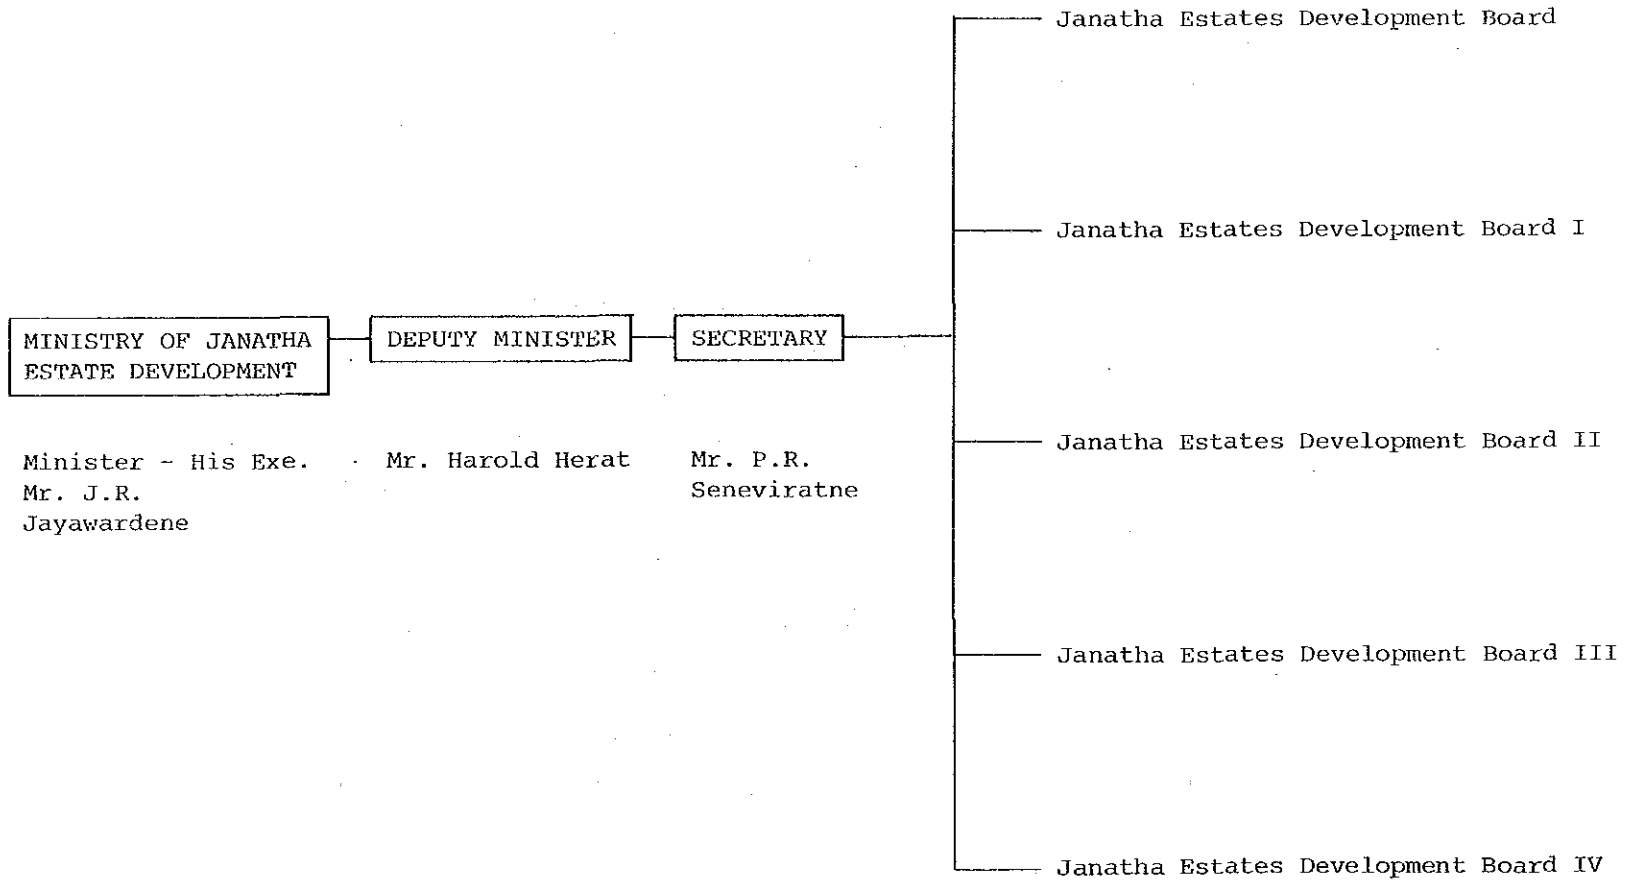 Janatha Estates Development Board
Janatha Estates Development Board I
MINISTRY OF JANATHA
ESTATE DEVELOPMENT
DEPUTY MINISTER
SECRETARY
Minister - His Exe.
Mr. J.R.
Jayawardene
Mr. Harold Herat
Mr. P.R.
Seneviratne
Janatha Estates Development Board II
Janatha Estates Development Board III
Janatha Estates Development Board IV